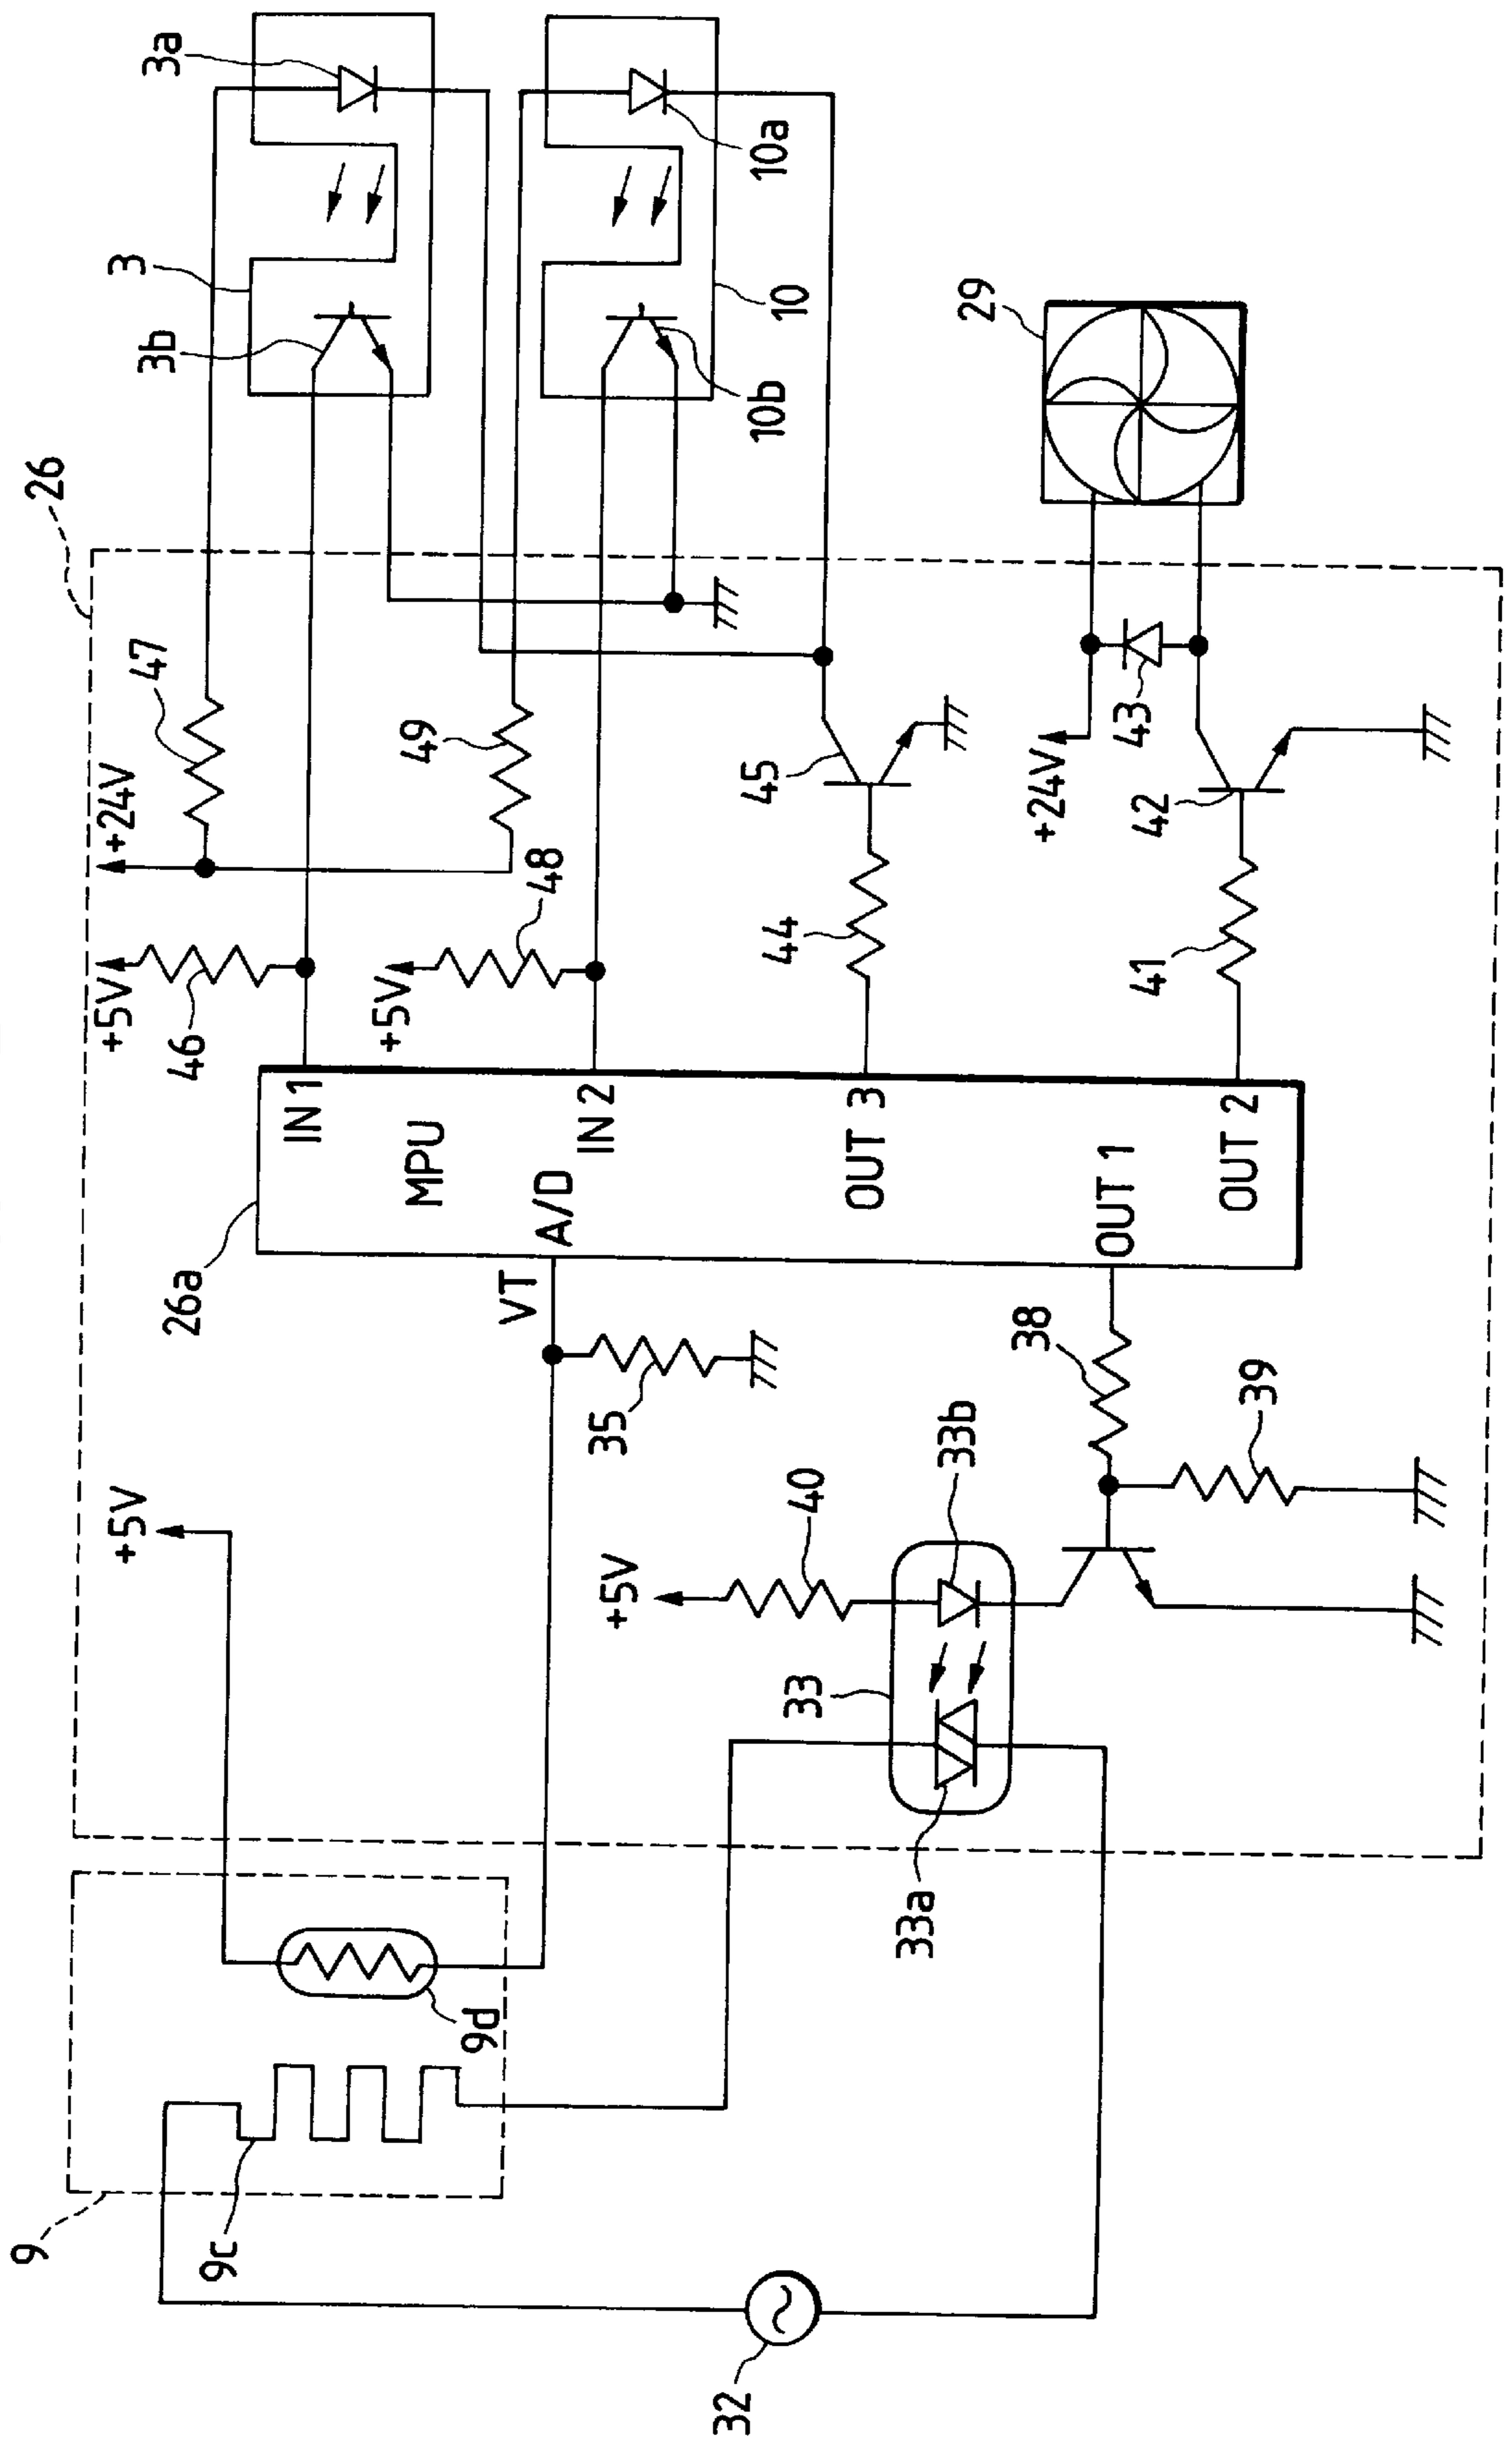 26
+5V
46
+24V
47
3b
3
3a
+5V
48
49
10b
10
10a
IN 1
MPU
IN 2
A/D
OUT 3
OUT 1
OUT 2
26a
VT
35
44
45
41
42
+24V
43
29
+5V
+5V
40
33b
33
33a
38
39
9
9c
9d
32